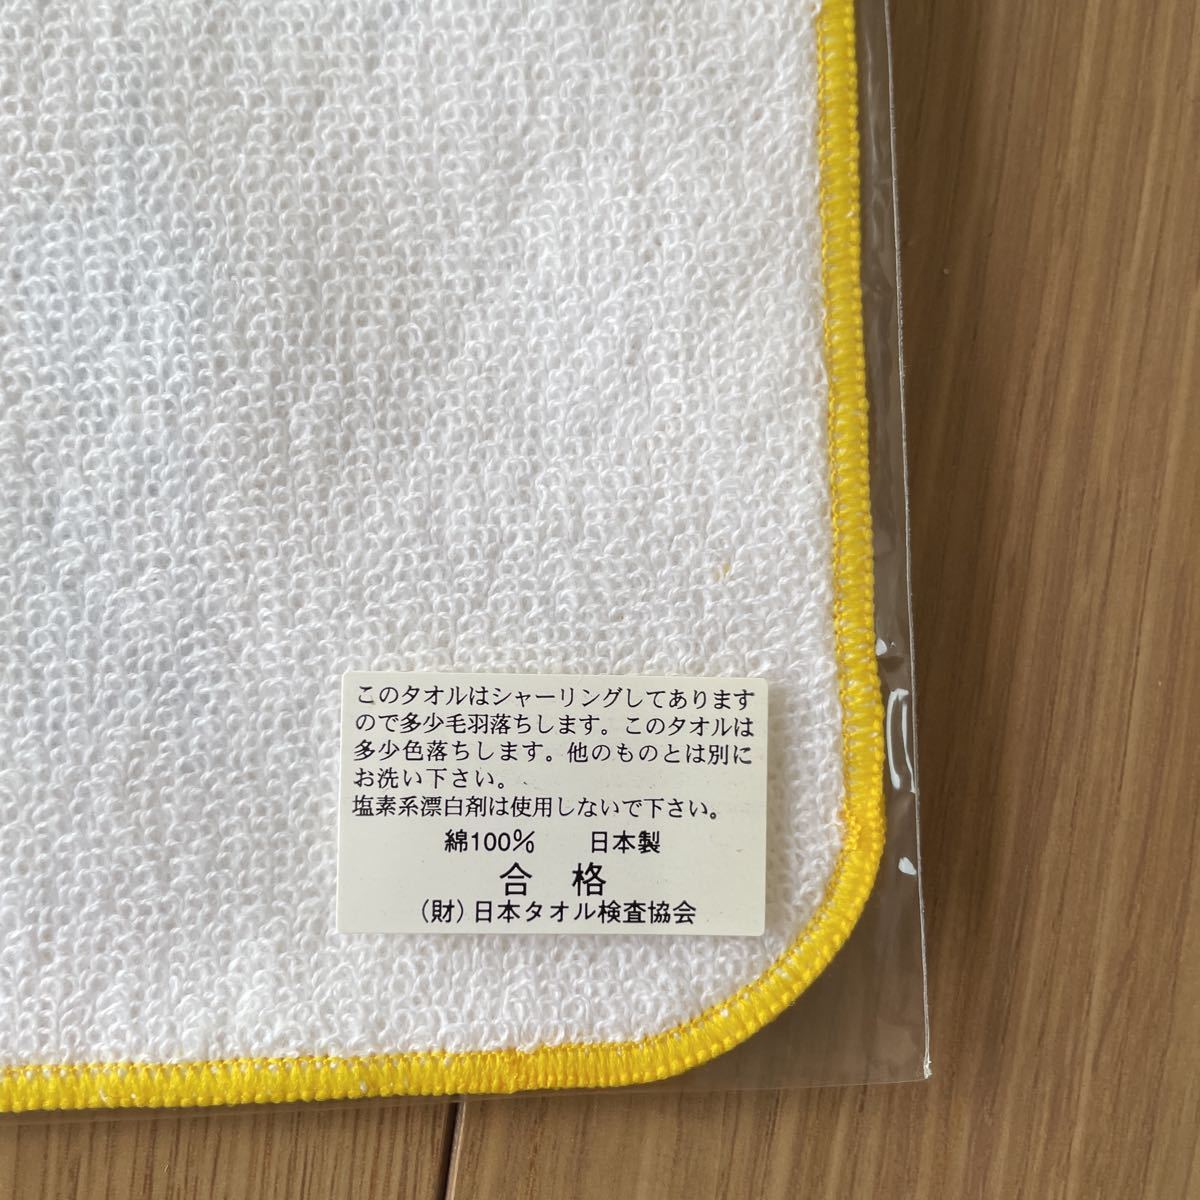 このタオルはシャーリングしてあります
ので多少毛羽落ちします。このタオルは
多少色落ちします。他のものとは別に
お洗い下さい。
塩素系漂白剤は使用しないで下さい。
綿100% 日本製
合 格
(財)日本タオル検査協会